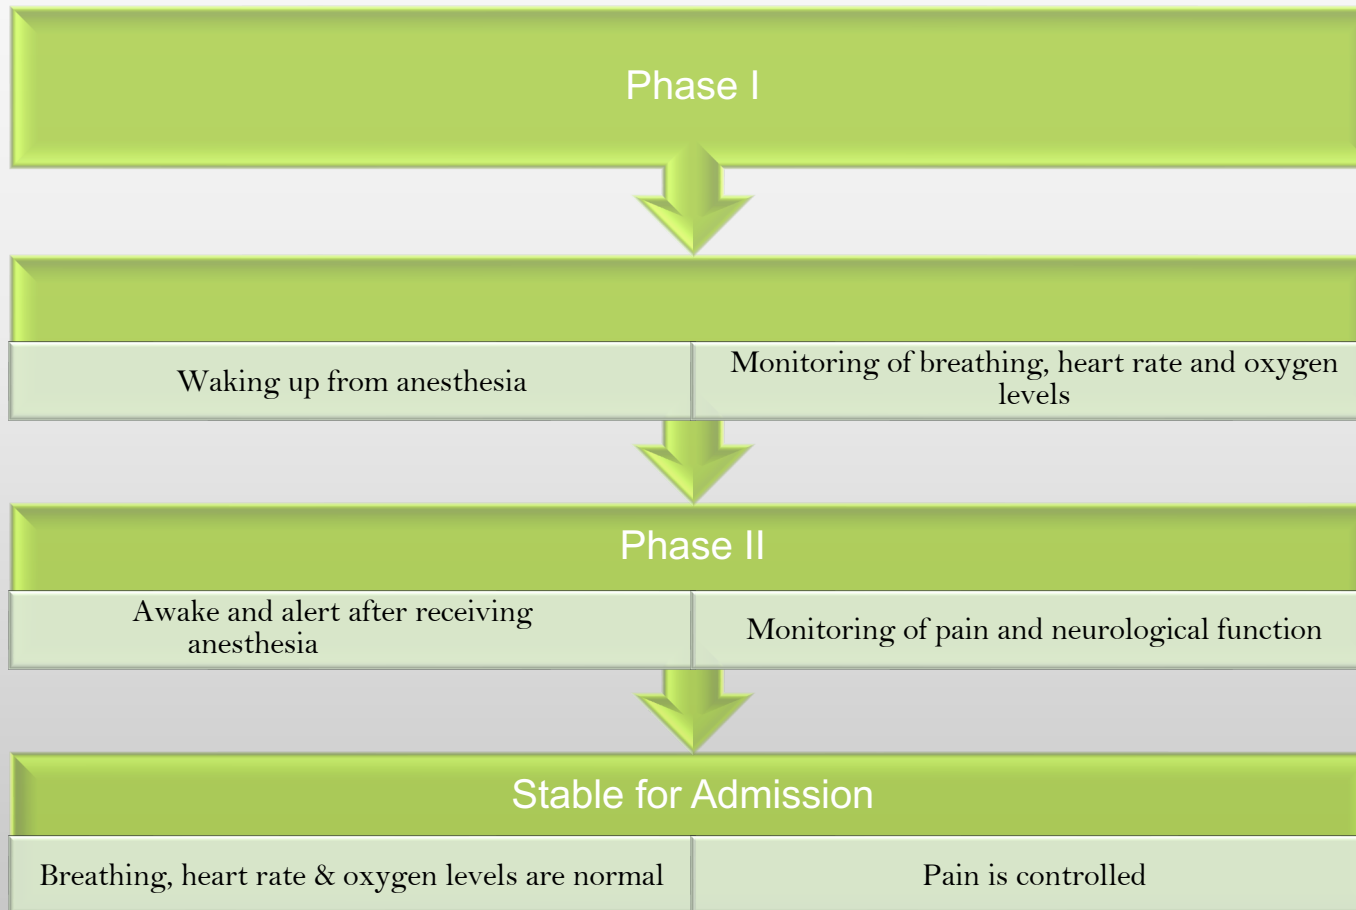 Phase I
Waking up from anesthesia
Monitoring of breathing, heart rate and oxygen
levels
Phase II
Awake and alert after receiving
anesthesia
Monitoring of pain and neurological function
Stable for Admission
Breathing, heart rate & oxygen levels are normal
Pain is controlled